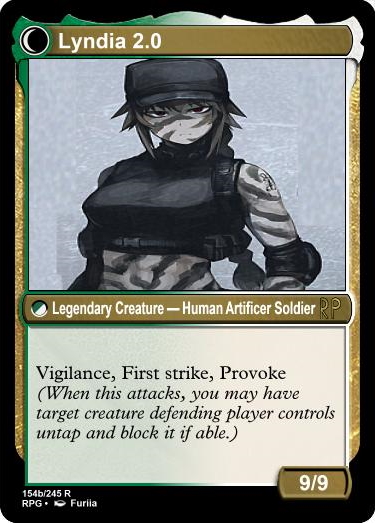 Lyndia 2.0
Legendary Creature — Human Artificer Soldier
RP
Vigilance, First strike, Provoke
(When this attacks, you may have
target creature defending player controls
untap and block it if able.)
9/9
154b/245 R
RPG • Furiia